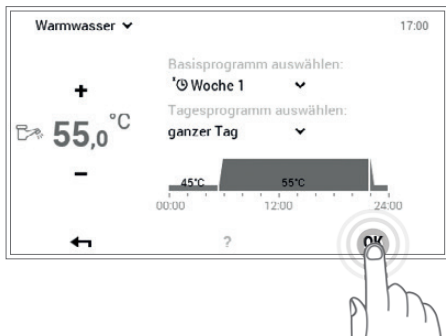 Warmwasser
17:00
Basisprogramm auswählen:
Woche 1
Tagesprogramm auswählen:
ganzer Tag
+
55,0 °C
−
45°C 55°C
00:00 12:00 24:00
?
OK